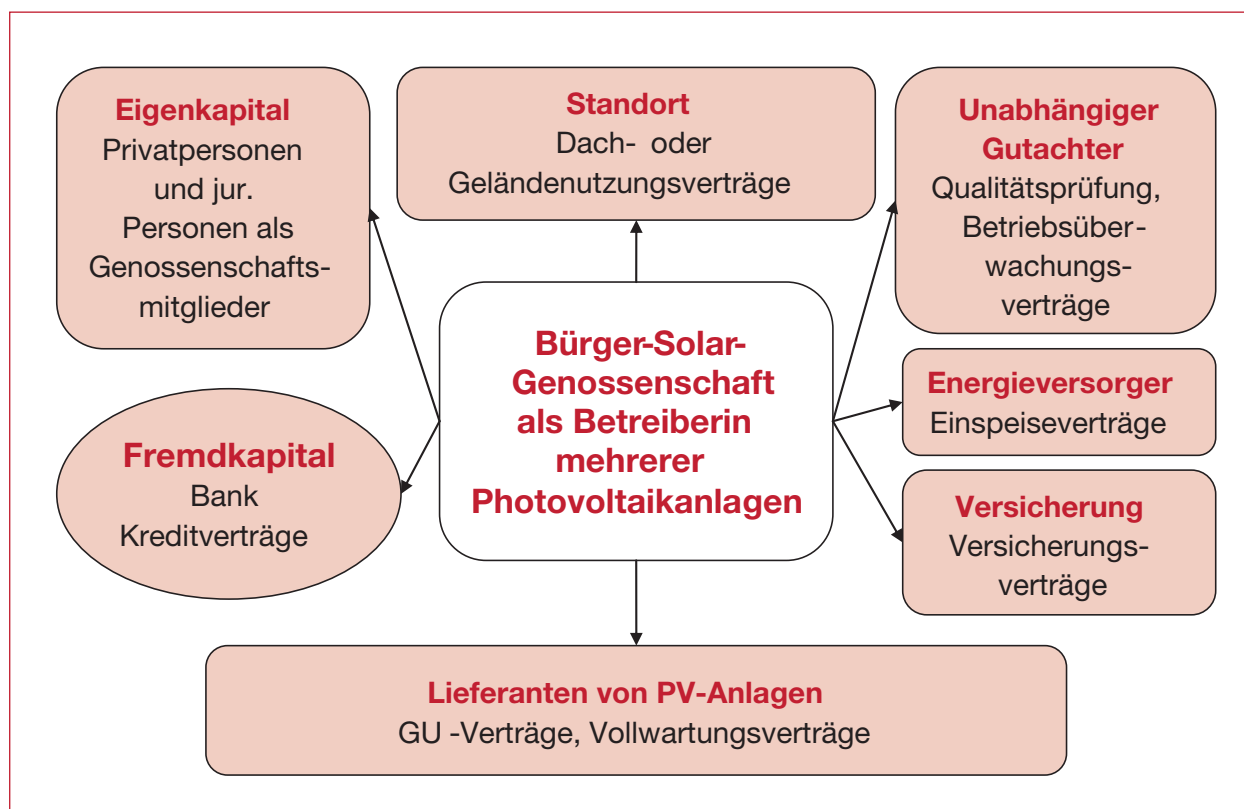 Eigenkapital
Privatpersonen
und jur.
Personen als
Genossenschafts-
mitglieder
Standort
Dach- oder
Geländenutzungsverträge
Unabhängiger
Gutachter
Qualitätsprüfung,
Betriebsüber-
wachungs-
verträge
Bürger-Solar-
Genossenschaft
als Betreiberin
mehrerer
Photovoltaikanlagen
Energieversorger
Einspeiseverträge
Fremdkapital
Bank
Kreditverträge
Versicherung
Versicherungs-
verträge
Lieferanten von PV-Anlagen
GU -Verträge, Vollwartungsverträge